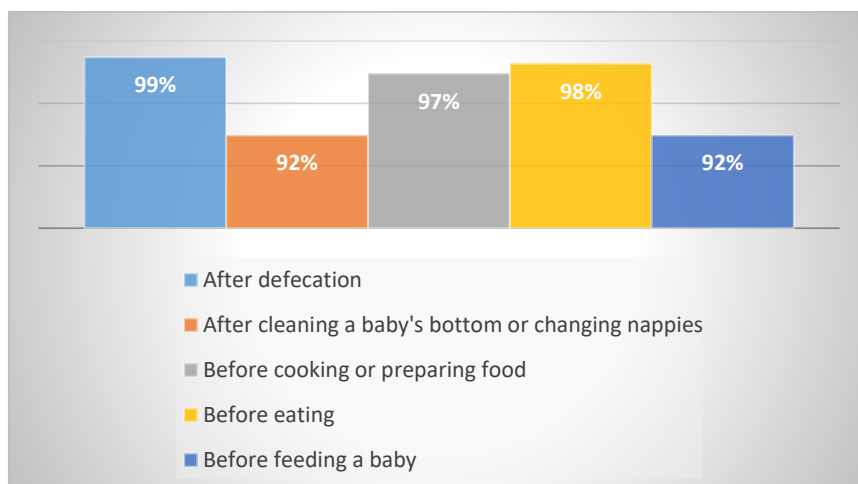 99%
92%
97%
98%
92%
After defecation
After cleaning a baby's bottom or changing nappies
Before cooking or preparing food
Before eating
Before feeding a baby